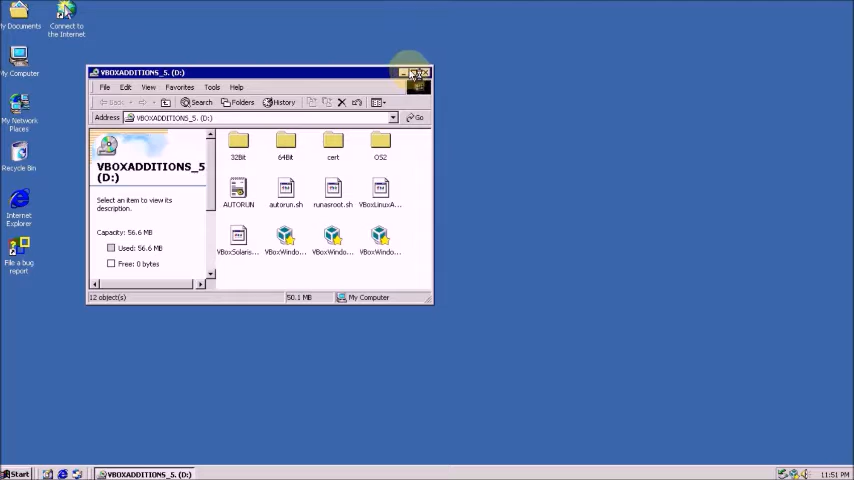 My Documents
Connect to
the Internet
My Computer
My Network
Places
Recycle Bin
Internet
Explorer
File a bug
report
VBOXADDITIONS_5. (D:)
File Edit View Favorites Tools Help
Back Search Folders History
Address VBOXADDITIONS_5. (D:) Go
VBOXADDITIONS_5
(D:)
Select an item to view its
description.
Capacity: 56.6 MB
Used: 56.6 MB
Free: 0 bytes
32Bit 64Bit cert OS2
AUTORUN autorun.sh runasroot.sh VBoxLinuxA...
VBoxSolaris... VBoxWindo... VBoxWindo... VBoxWindo...
12 object(s) 50.1 MB My Computer
Start VBOXADDITIONS_5. (D:) 11:51 PM